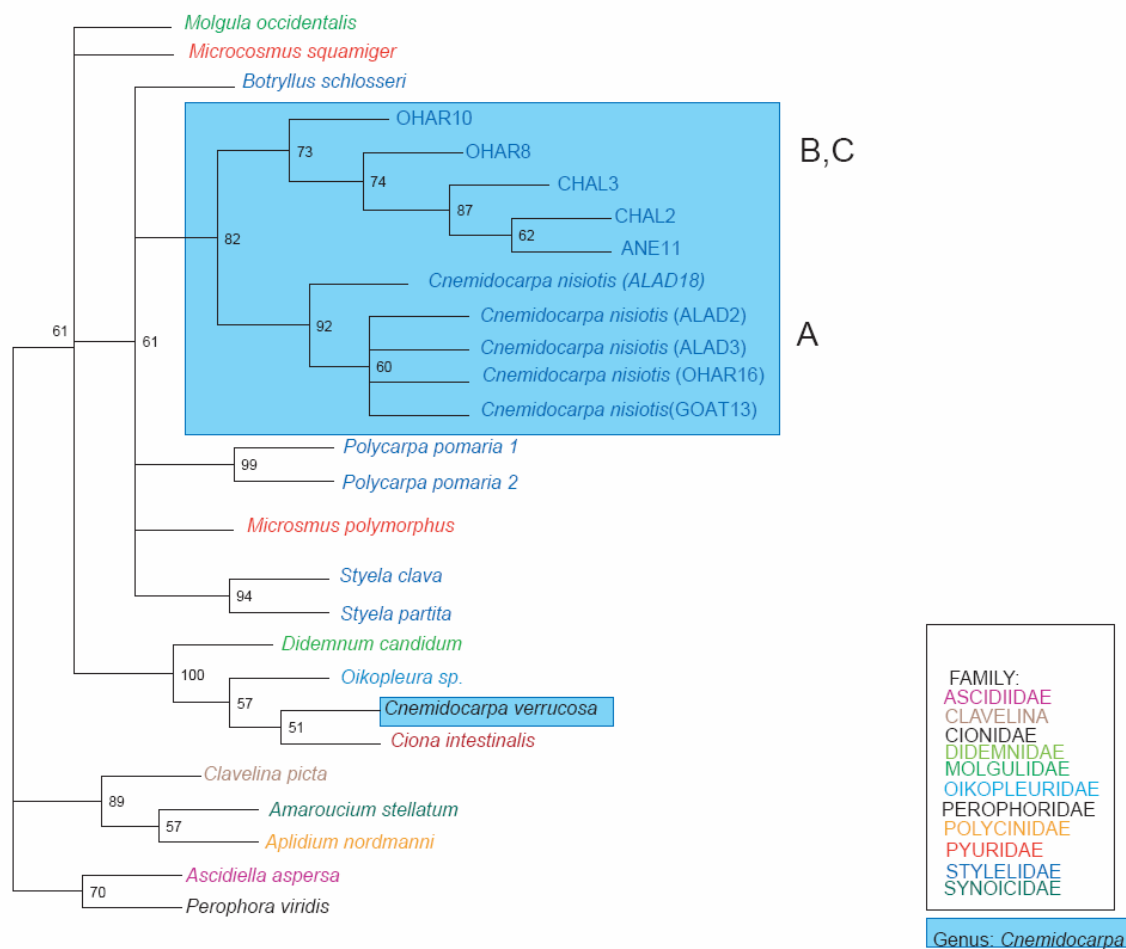 Molgula occidentalis
Microcosmus squamiger
Botryllus schlosseri
OHAR10
B,C
73
OHAR8
74
CHAL3
87
CHAL2
62
82
ANE11
Cnemidocarpa nisiotis (ALAD18)
Cnemidocarpa nisiotis (ALAD2)
92
A
61
61
Cnemidocarpa nisiotis (ALAD3)
60
Cnemidocarpa nisiotis (OHAR16)
Cnemidocarpa nisiotis(GOAT13)
Polycarpa pomaria 1
99
Polycarpa pomaria 2
Microsmus polymorphus
Styela clava
94
Styela partita
Didemnum candidum
100
Oikopleura sp.
57
Cnemidocarpa verrucosa
51
Ciona intestinalis
Clavelina picta
89
Amaroucium stellatum
57
Aplidium nordmanni
Ascidiella aspersa
70
Perophora viridis
FAMILY:
ASCIDIIDAE
CLAVELINA
CIONIDAE
DIDEMNIDAE
MOLGULIDAE
OIKOPLEURIDAE
PEROPHORIDAE
POLYCINIDAE
PYURIDAE
STYLELIDAE
SYNOICIDAE
Genus: Cnemidocarpa